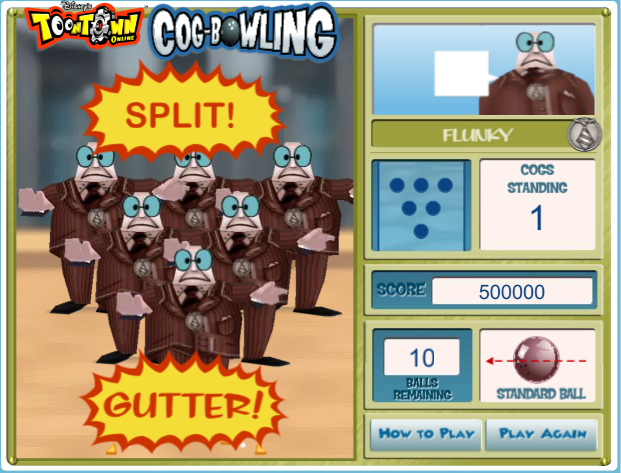 Disney's
TOONTOWN
ONLINE
COG-BOWLING
SPLIT!
FLUNKY
COGS
STANDING
1
SCORE
500000
10
BALLS
REMAINING
STANDARD BALL
GUTTER!
HOW TO PLAY
PLAY AGAIN